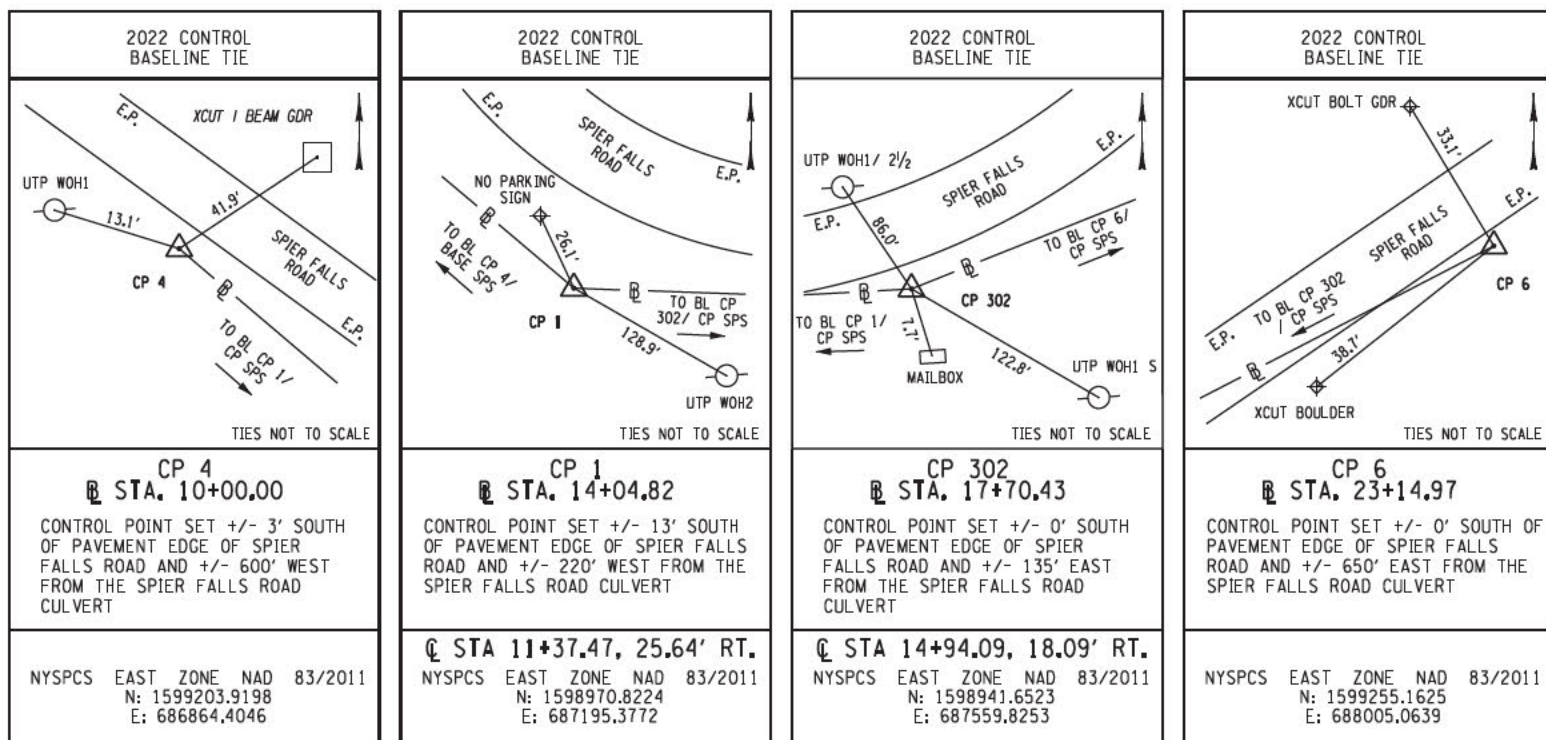 2022 CONTROL
BASELINE TIE
XCUT I BEAM GDR
E.P.
UTP WOH1
13.1'
41.9'
SPIER FALLS
ROAD
CP 4
℄
E.P.
TO BL CP 1/
CP SPS
TIES NOT TO SCALE
CP 4
STA. 10+00.00
CONTROL POINT SET +/- 3' SOUTH
OF PAVEMENT EDGE OF SPIER
FALLS ROAD AND +/- 600' WEST
FROM THE SPIER FALLS ROAD
CULVERT
NYSPCS EAST ZONE NAD 83/2011
N: 1599203.9198
E: 686864.4046
2022 CONTROL
BASELINE TIE
E.P.
SPIER FALLS
ROAD
E.P.
NO PARKING
SIGN
26.1'
TO BL CP 4/
BASE SPS
CP 1
TO BL CP
302/ CP SPS
128.9'
UTP WOH2
TIES NOT TO SCALE
CP 1
STA. 14+04.82
CONTROL POINT SET +/- 13' SOUTH
OF PAVEMENT EDGE OF SPIER FALLS
ROAD AND +/- 220' WEST FROM THE
SPIER FALLS ROAD CULVERT
℄ STA 11+37.47, 25.64' RT.
NYSPCS EAST ZONE NAD 83/2011
N: 1598970.8224
E: 687195.3772
2022 CONTROL
BASELINE TIE
UTP WOH1/ 2½
E.P.
SPIER FALLS
ROAD
E.P.
86.0'
TO BL CP 6/
CP SPS
CP 302
TO BL CP 1/
CP SPS
7.7'
MAILBOX
122.8'
UTP WOH1 S
TIES NOT TO SCALE
CP 302
STA. 17+70.43
CONTROL POINT SET +/- 0' SOUTH
OF PAVEMENT EDGE OF SPIER
FALLS ROAD AND +/- 135' EAST
FROM THE SPIER FALLS ROAD
CULVERT
℄ STA 14+94.09, 18.09' RT.
NYSPCS EAST ZONE NAD 83/2011
N: 1598941.6523
E: 687559.8253
2022 CONTROL
BASELINE TIE
XCUT BOLT GDR
33.1'
E.P.
SPIER FALLS
ROAD
CP 6
TO BL CP 302
/ CP SPS
E.P.
38.7'
XCUT BOULDER
TIES NOT TO SCALE
CP 6
STA. 23+14.97
CONTROL POINT SET +/- 0' SOUTH OF
PAVEMENT EDGE OF SPIER FALLS
ROAD AND +/- 650' EAST FROM THE
SPIER FALLS ROAD CULVERT
NYSPCS EAST ZONE NAD 83/2011
N: 1599255.1625
E: 688005.0639